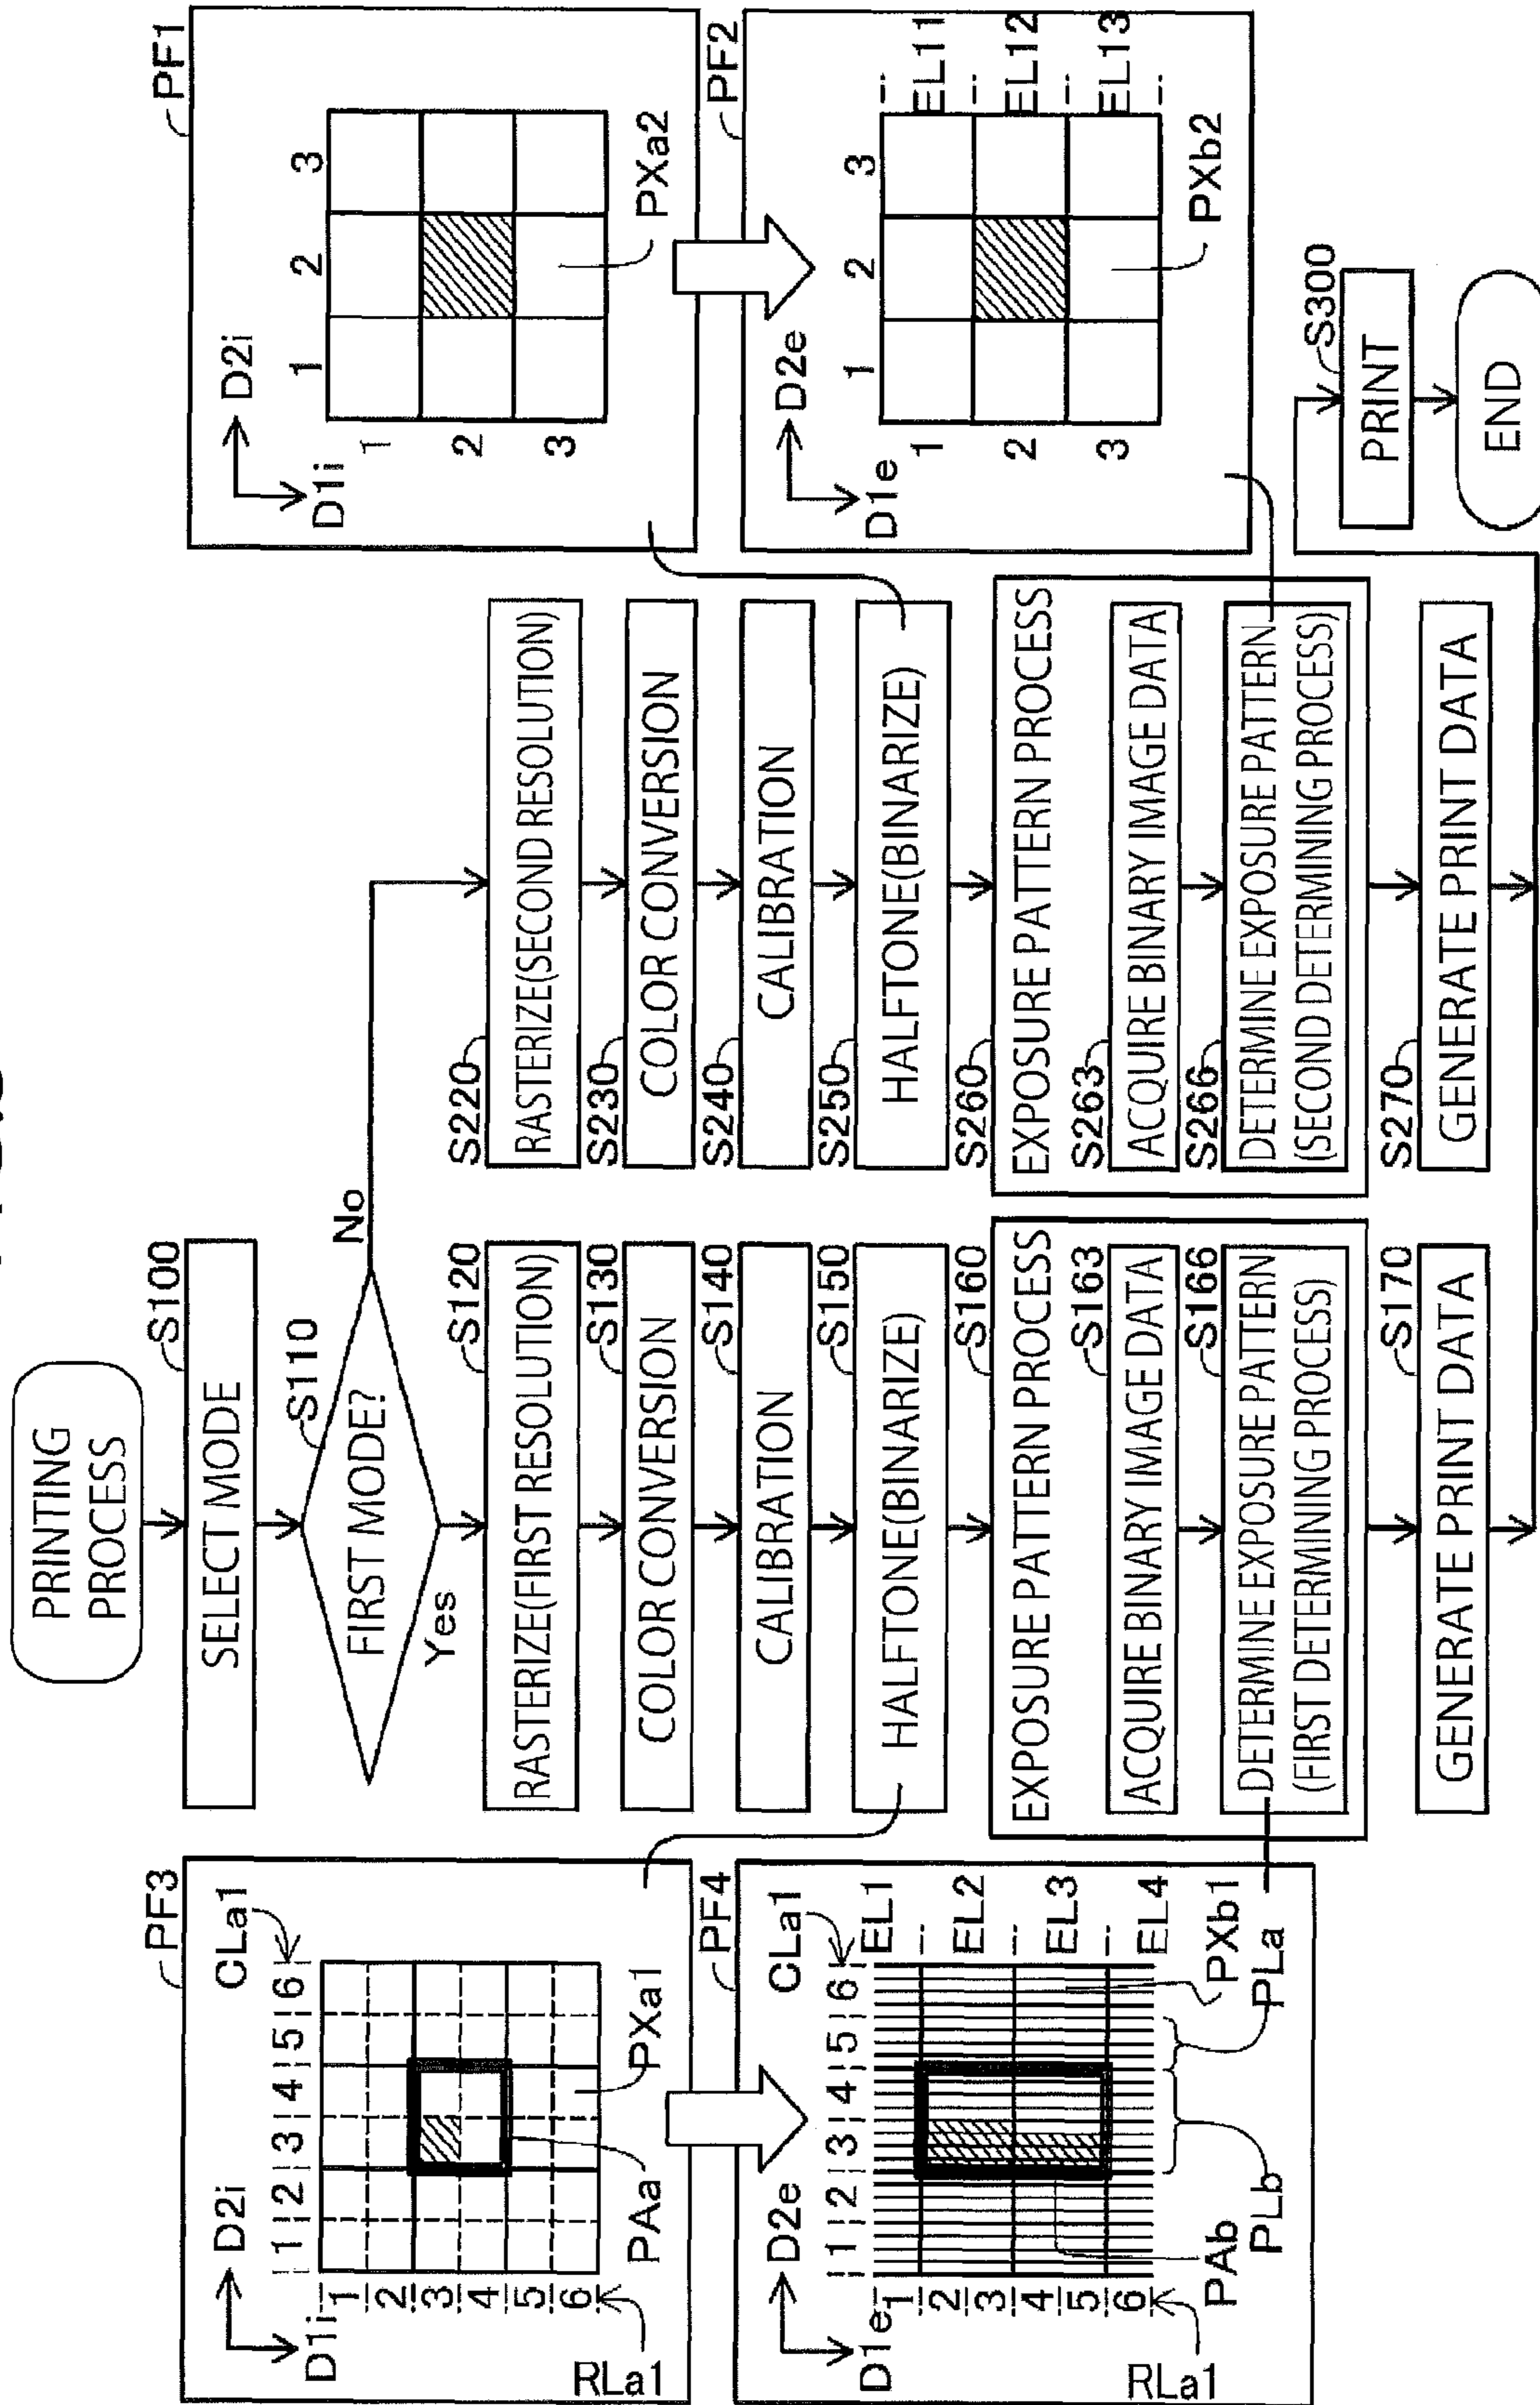 PRINTING
PROCESS
S100
SELECT MODE
S110
FIRST MODE?
Yes
No
S120
RASTERIZE(FIRST RESOLUTION)
S130
COLOR CONVERSION
S140
CALIBRATION
S150
HALFTONE(BINARIZE)
S160
EXPOSURE PATTERN PROCESS
S163
ACQUIRE BINARY IMAGE DATA
S166
DETERMINE EXPOSURE PATTERN
(FIRST DETERMINING PROCESS)
S170
GENERATE PRINT DATA
S220
RASTERIZE(SECOND RESOLUTION)
S230
COLOR CONVERSION
S240
CALIBRATION
S250
HALFTONE(BINARIZE)
S260
EXPOSURE PATTERN PROCESS
S263
ACQUIRE BINARY IMAGE DATA
S266
DETERMINE EXPOSURE PATTERN
(SECOND DETERMINING PROCESS)
S270
GENERATE PRINT DATA
S300
PRINT
END
PF3
D2i
CLa1
D1i
1 2 3 4 5 6
1
2
3
4
5
6
RLa1
PAa
PXa1
PF4
D2e
CLa1
D1e
1 2 3 4 5 6
1
2
3
4
5
6
EL1
EL2
EL3
EL4
RLa1
PAb
PLb
PXb1
PLa
PF1
D2i
D1i
1 2 3
1
2
3
PXa2
PF2
D2e
D1e
1 2 3
1
2
3
EL11
EL12
EL13
PXb2